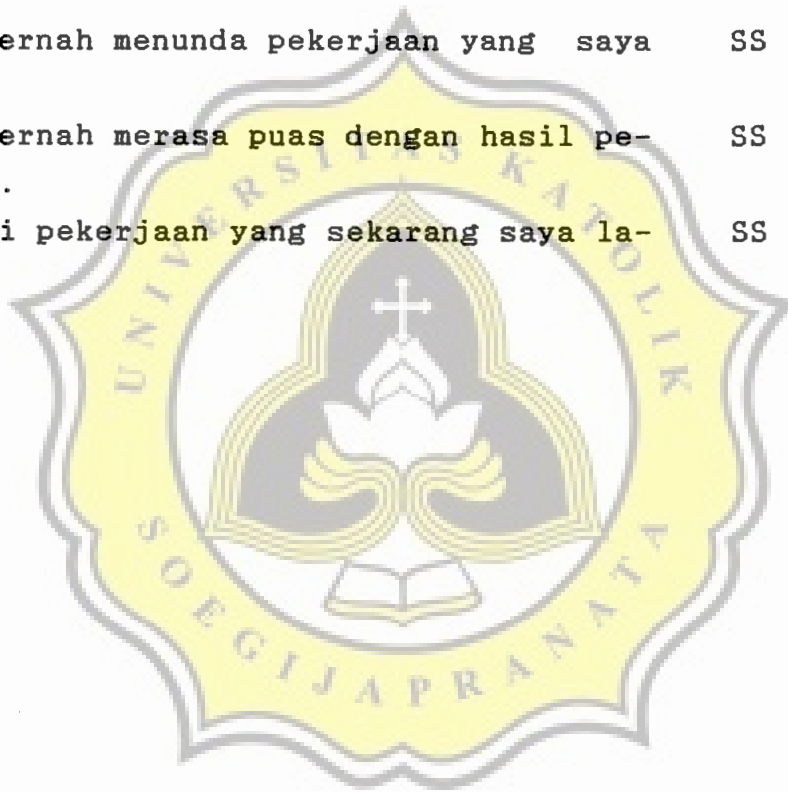 ernah menunda pekerjaan yang saya SS
ernah merasa puas dengan hasil pe- SS
.
i pekerjaan yang sekarang saya la- SS
UNIVERSITAS KATOLIK
SOEGIJAPRANATA